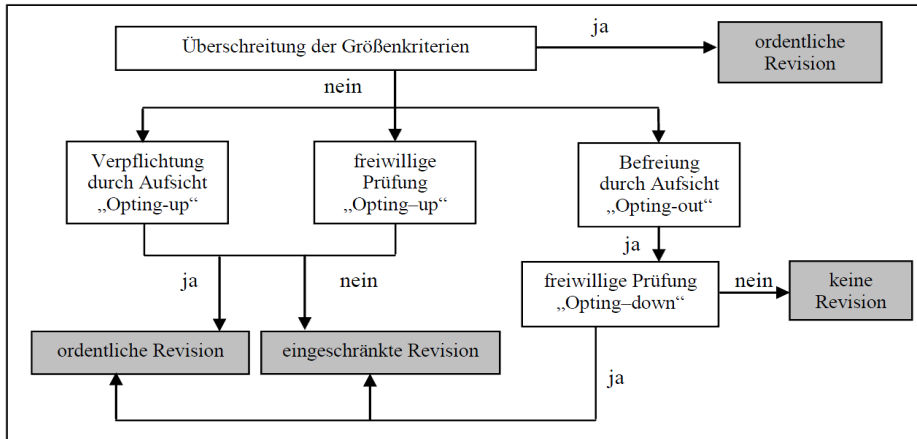 Überschreitung der Größenkriterien
ja
ordentliche
Revision
nein
Verpflichtung
durch Aufsicht
„Opting-up“
freiwillige
Prüfung
„Opting–up“
Befreiung
durch Aufsicht
„Opting-out“
ja
nein
ja
freiwillige Prüfung
„Opting–down“
nein
keine
Revision
ordentliche Revision
eingeschränkte Revision
ja